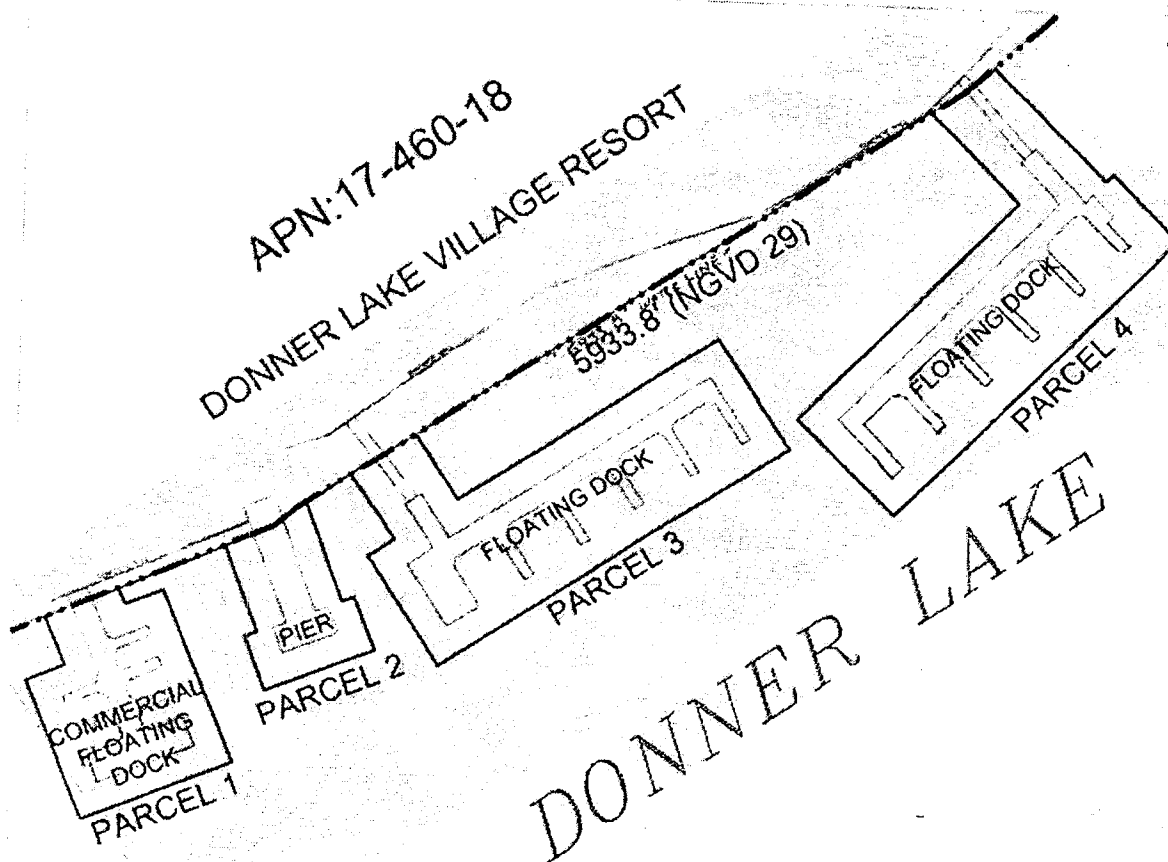 APN:17-460-18
DONNER LAKE VILLAGE RESORT
5933.8' (NGVD 29)
FLOATING DOCK
PARCEL 4
FLOATING DOCK
PARCEL 3
PIER
PARCEL 2
COMMERCIAL
FLOATING
DOCK
PARCEL 1
DONNER LAKE